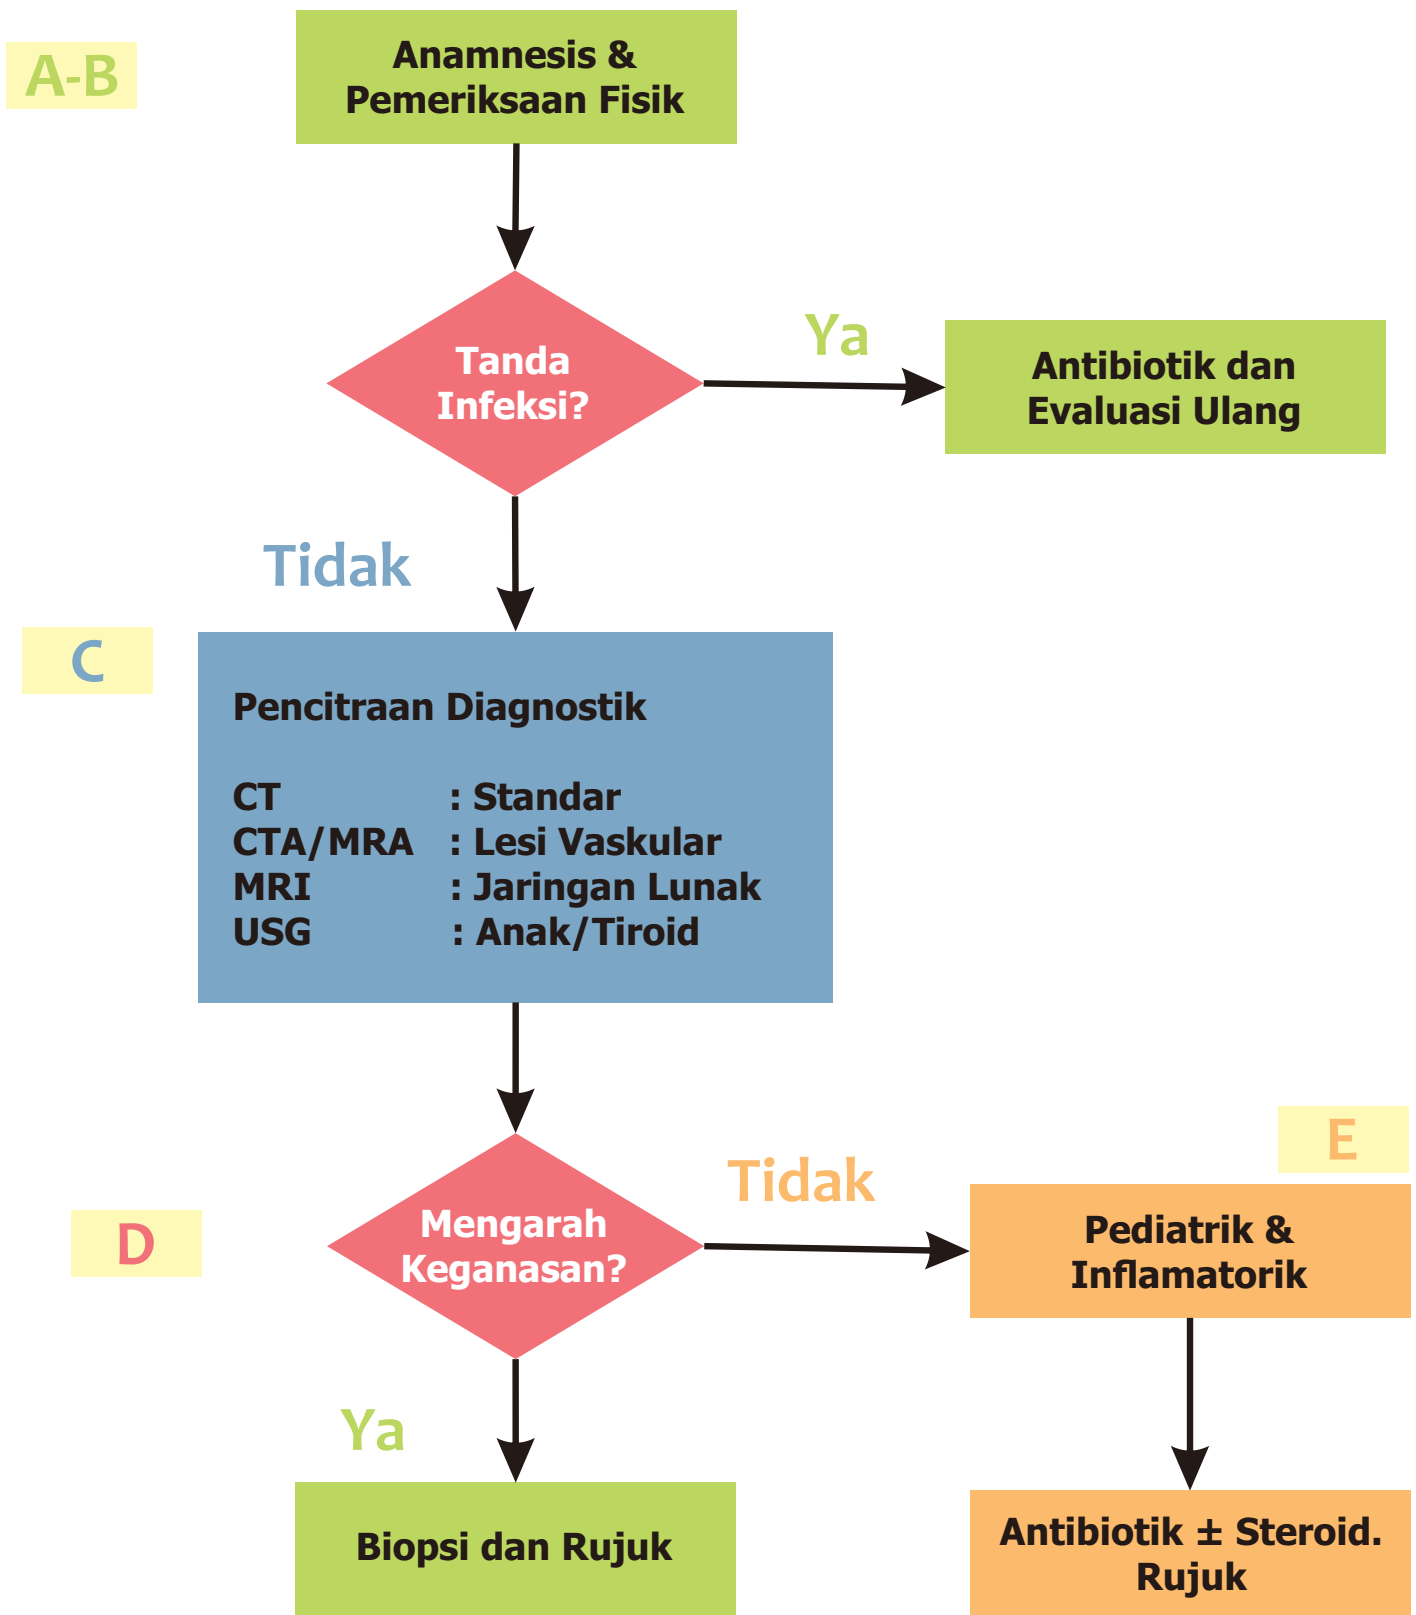 A-B
Anamnesis &
Pemeriksaan Fisik
Tanda
Infeksi?
Ya
Antibiotik dan
Evaluasi Ulang
Tidak
C
Pencitraan Diagnostik
CT : Standar
CTA/MRA : Lesi Vaskular
MRI : Jaringan Lunak
USG : Anak/Tiroid
D
Mengarah
Keganasan?
Tidak
E
Pediatrik &
Inflamatorik
Ya
Biopsi dan Rujuk
Antibiotik ± Steroid.
Rujuk